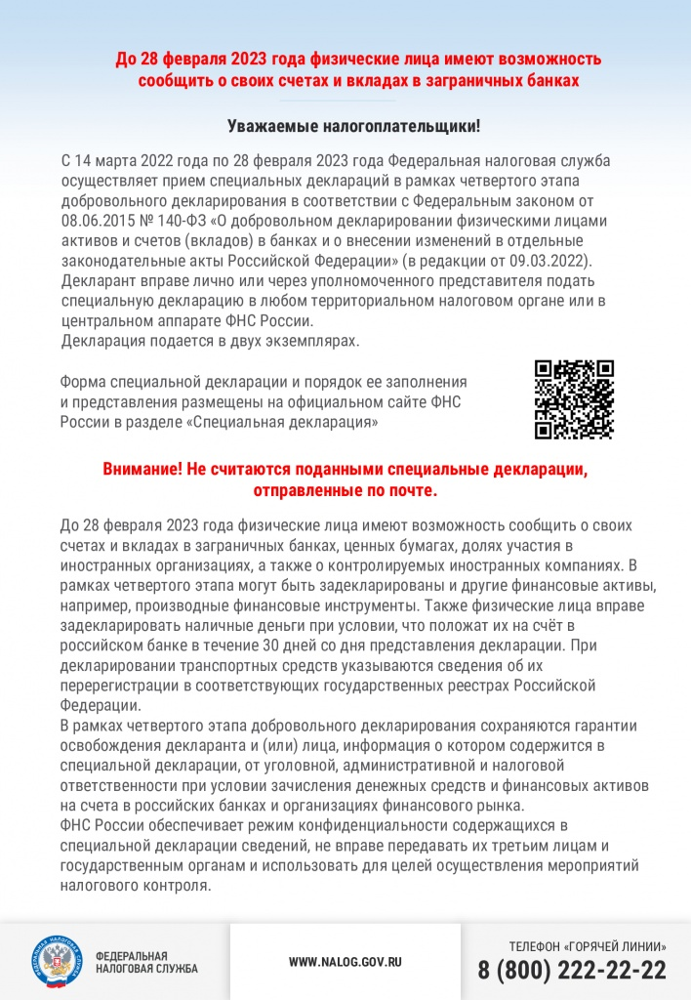 До 28 февраля 2023 года физические лица имеют возможность
сообщить о своих счетах и вкладах в заграничных банках
Уважаемые налогоплательщики!
С 14 марта 2022 года по 28 февраля 2023 года Федеральная налоговая служба
осуществляет прием специальных деклараций в рамках четвертого этапа
добровольного декларирования в соответствии с Федеральным законом от
08.06.2015 № 140-ФЗ «О добровольном декларировании физическими лицами
активов и счетов (вкладов) в банках и о внесении изменений в отдельные
законодательные акты Российской Федерации» (в редакции от 09.03.2022).
Декларант вправе лично или через уполномоченного представителя подать
специальную декларацию в любом территориальном налоговом органе или в
центральном аппарате ФНС России.
Декларация подается в двух экземплярах.
Форма специальной декларации и порядок ее заполнения
и представления размещены на официальном сайте ФНС
России в разделе «Специальная декларация»
Внимание! Не считаются поданными специальные декларации,
отправленные по почте.
До 28 февраля 2023 года физические лица имеют возможность сообщить о своих
счетах и вкладах в заграничных банках, ценных бумагах, долях участия в
иностранных организациях, а также о контролируемых иностранных компаниях. В
рамках четвертого этапа могут быть задекларированы и другие финансовые активы,
например, производные финансовые инструменты. Также физические лица вправе
задекларировать наличные деньги при условии, что положат их на счёт в
российском банке в течение 30 дней со дня представления декларации. При
декларировании транспортных средств указываются сведения об их
перерегистрации в соответствующих государственных реестрах Российской
Федерации.
В рамках четвертого этапа добровольного декларирования сохраняются гарантии
освобождения декларанта и (или) лица, информация о котором содержится в
специальной декларации, от уголовной, административной и налоговой
ответственности при условии зачисления денежных средств и финансовых активов
на счета в российских банках и организациях финансового рынка.
ФНС России обеспечивает режим конфиденциальности содержащихся в
специальной декларации сведений, не вправе передавать их третьим лицам и
государственным органам и использовать для целей осуществления мероприятий
налогового контроля.
ФЕДЕРАЛЬНАЯ НАЛОГОВАЯ СЛУЖБА
ФЕДЕРАЛЬНАЯ
НАЛОГОВАЯ СЛУЖБА
WWW.NALOG.GOV.RU
ТЕЛЕФОН «ГОРЯЧЕЙ ЛИНИИ»
8 (800) 222-22-22